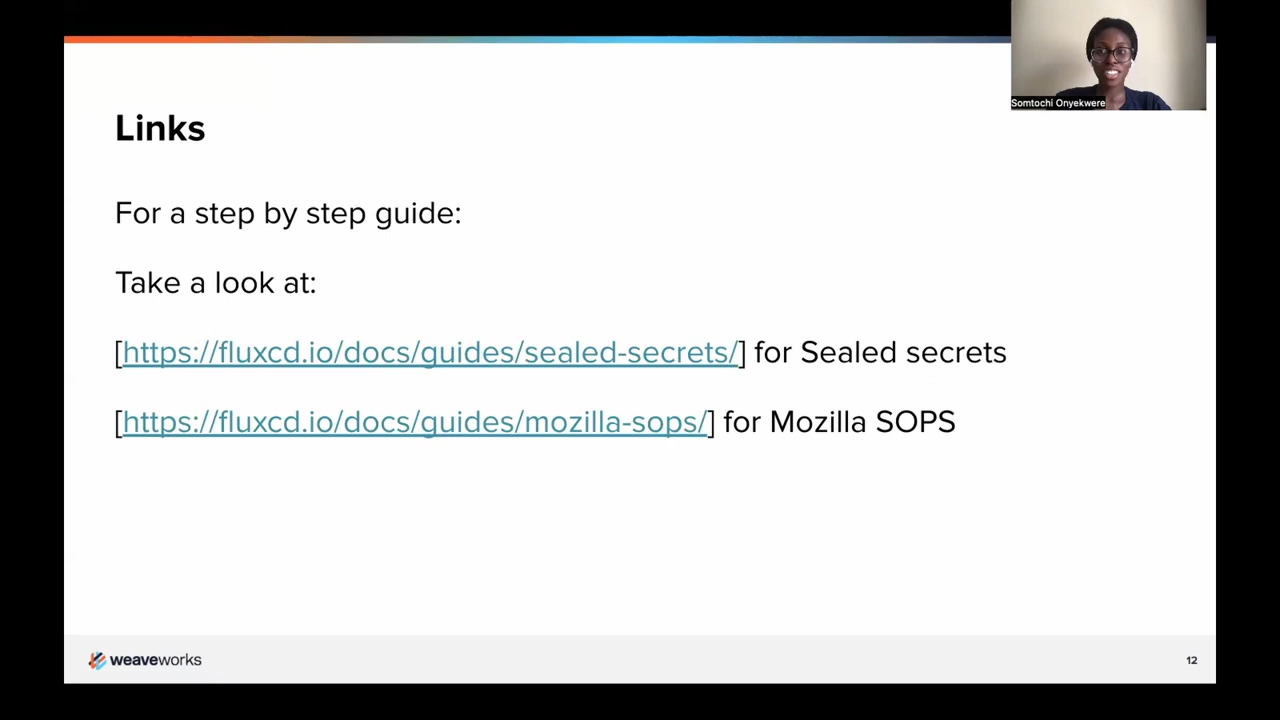 Somtochi Onyekwere
Links
For a step by step guide:
Take a look at:
[https://fluxcd.io/docs/guides/sealed-secrets/] for Sealed secrets
[https://fluxcd.io/docs/guides/mozilla-sops/] for Mozilla SOPS
weaveworks
12